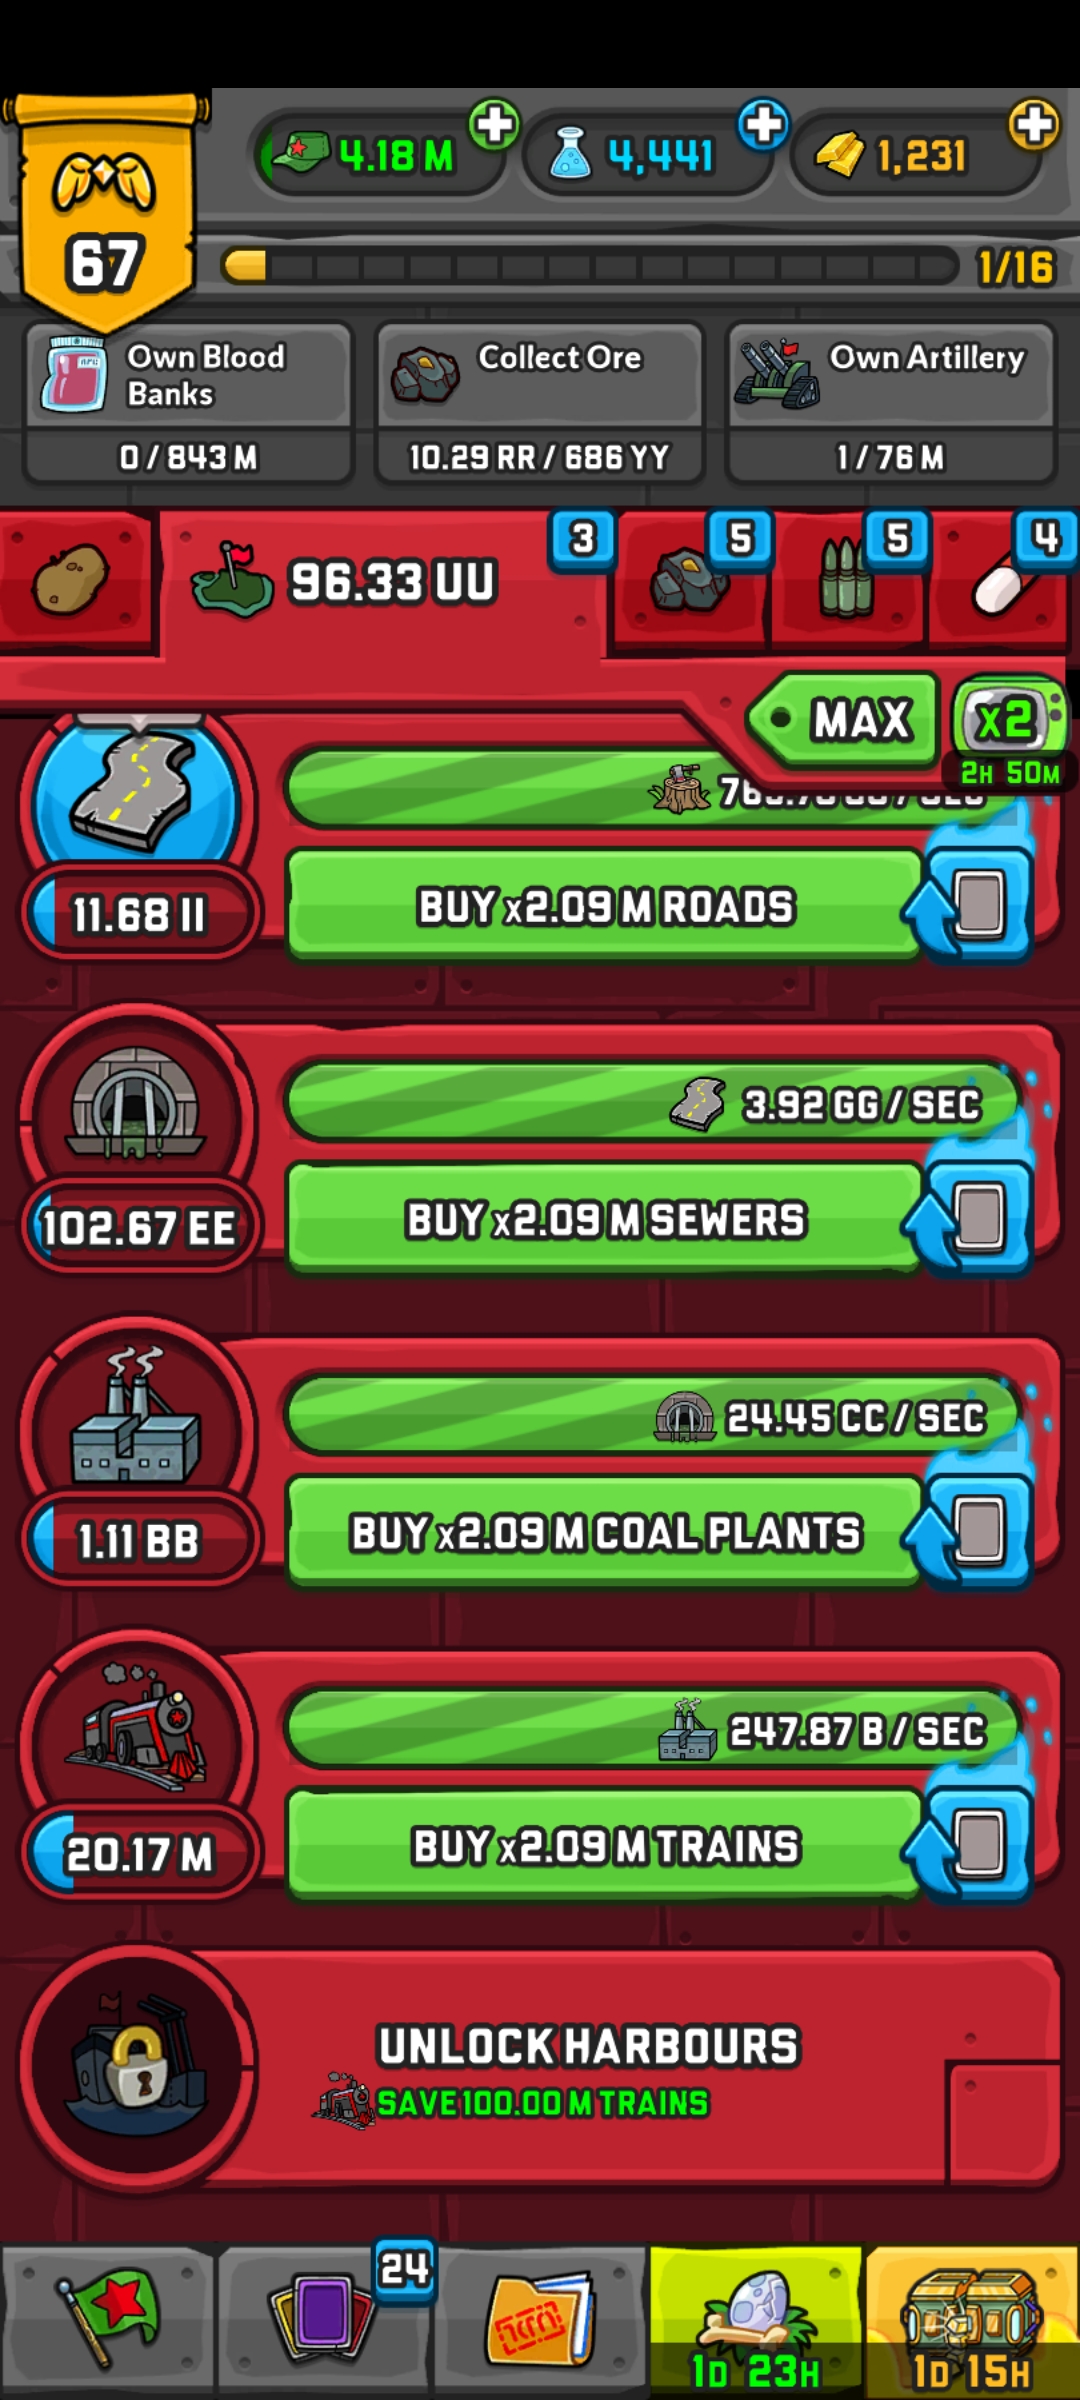 4.18 M
4,441
1,231
67
1/16
Own Blood
Banks
0 / 843 M
Collect Ore
10.29 RR / 686 YY
Own Artillery
1 / 76 M
96.33 UU
3
5
5
4
MAX
x2
2H 50M
11.68 II
BUY x2.09 M ROADS
3.92 GG / SEC
102.67 EE
BUY x2.09 M SEWERS
24.45 CC / SEC
1.11 BB
BUY x2.09 M COAL PLANTS
247.87 B / SEC
20.17 M
BUY x2.09 M TRAINS
UNLOCK HARBOURS
SAVE 100.00 M TRAINS
24
1D 23H
1D 15H